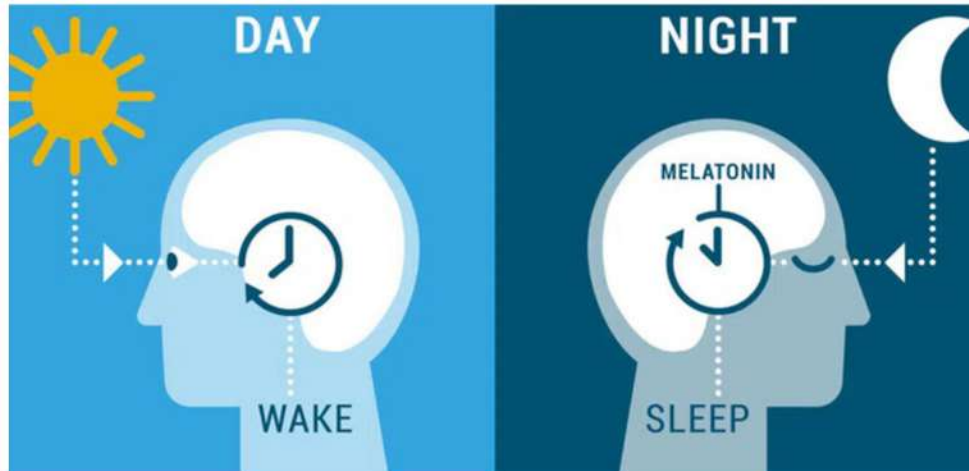 DAY
WAKE
NIGHT
MELATONIN
SLEEP